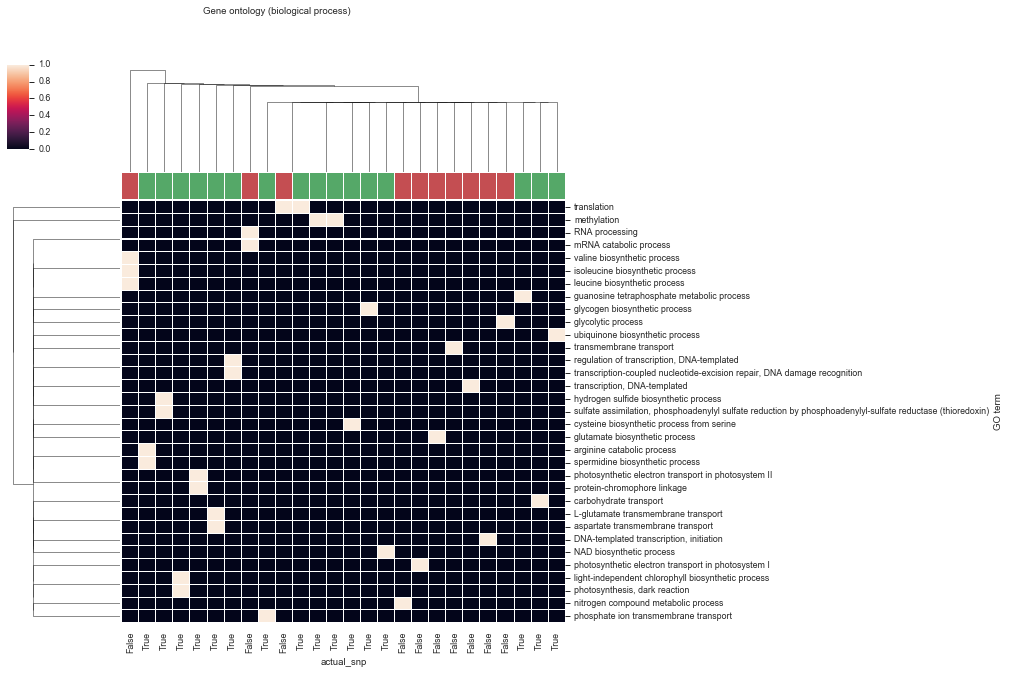 Gene ontology (biological process)
1.0
0.8
0.6
0.4
0.2
0.0
translation
methylation
RNA processing
mRNA catabolic process
valine biosynthetic process
isoleucine biosynthetic process
leucine biosynthetic process
guanosine tetraphosphate metabolic process
glycogen biosynthetic process
glycolytic process
ubiquinone biosynthetic process
transmembrane transport
regulation of transcription, DNA-templated
transcription-coupled nucleotide-excision repair, DNA damage recognition
transcription, DNA-templated
hydrogen sulfide biosynthetic process
sulfate assimilation, phosphoadenylyl sulfate reduction by phosphoadenylyl-sulfate reductase (thioredoxin)
cysteine biosynthetic process from serine
glutamate biosynthetic process
arginine catabolic process
spermidine biosynthetic process
photosynthetic electron transport in photosystem II
protein-chromophore linkage
carbohydrate transport
L-glutamate transmembrane transport
aspartate transmembrane transport
DNA-templated transcription, initiation
NAD biosynthetic process
photosynthetic electron transport in photosystem I
light-independent chlorophyll biosynthetic process
photosynthesis, dark reaction
nitrogen compound metabolic process
phosphate ion transmembrane transport
GO term
False True True True True True True False True False True True True True True True False False False False False False False True True True
actual_snp